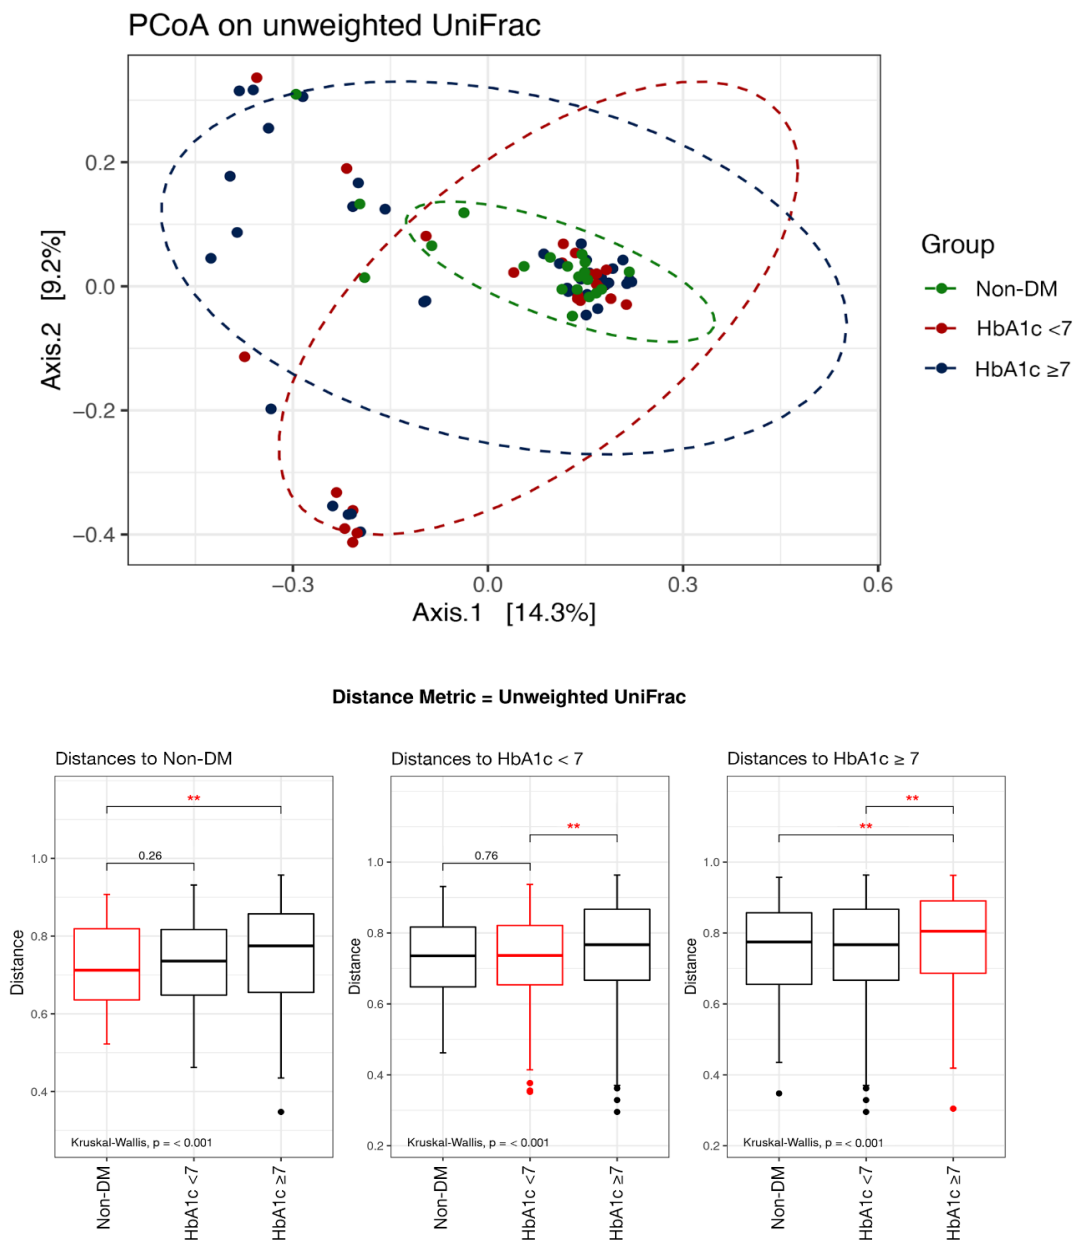 PCoA on unweighted UniFrac
Axis.2   [9.2%]
0.2
0.0
−0.2
−0.4
−0.3
0.0
0.3
0.6
Axis.1   [14.3%]
Group
Non-DM
HbA1c <7
HbA1c ≥7
Distance Metric = Unweighted UniFrac
Distances to Non-DM
Distance
1.0
0.8
0.6
0.4
**
0.26
Kruskal-Wallis, p = < 0.001
Non-DM
HbA1c <7
HbA1c ≥7
Distances to HbA1c < 7
Distance
1.0
0.8
0.6
0.4
0.2
**
0.76
Kruskal-Wallis, p = < 0.001
Non-DM
HbA1c <7
HbA1c ≥7
Distances to HbA1c ≥ 7
Distance
1.0
0.8
0.6
0.4
0.2
**
**
Kruskal-Wallis, p = < 0.001
Non-DM
HbA1c <7
HbA1c ≥7